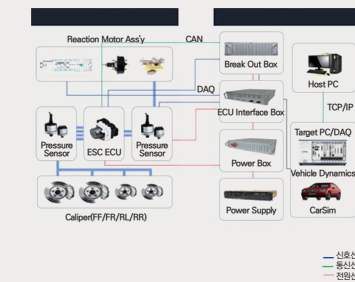 Reaction Motor Ass'y
CAN
Break Out Box
Host PC
DAQ
ECU Interface Box
TCP/IP
Pressure
Sensor
ESC ECU
Pressure
Sensor
Target PC/DAQ
Power Box
Vehicle Dynamics
Caliper(FF/FR/RL/RR)
Power Supply
CarSim
신호선
통신선
전원선